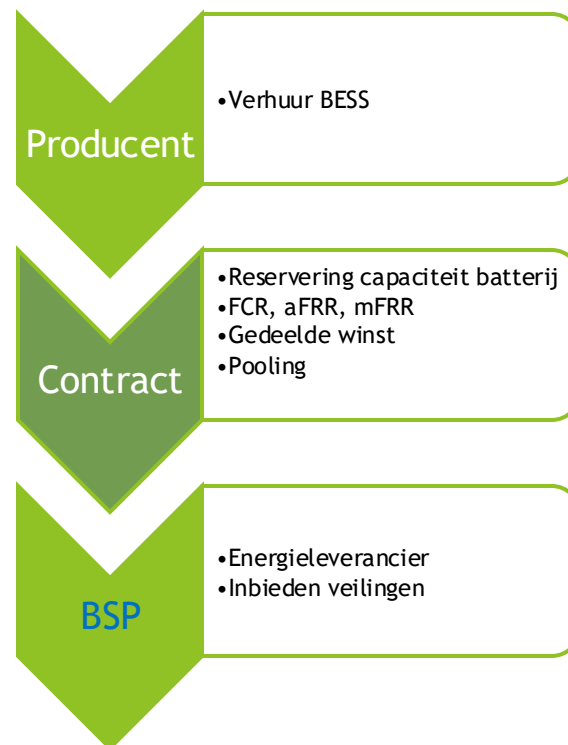 Producent
•Verhuur BESS
Contract
•Reservering capaciteit batterij
•FCR, aFRR, mFRR
•Gedeelde winst
•Pooling
BSP
•Energieleverancier
•Inbieden veilingen